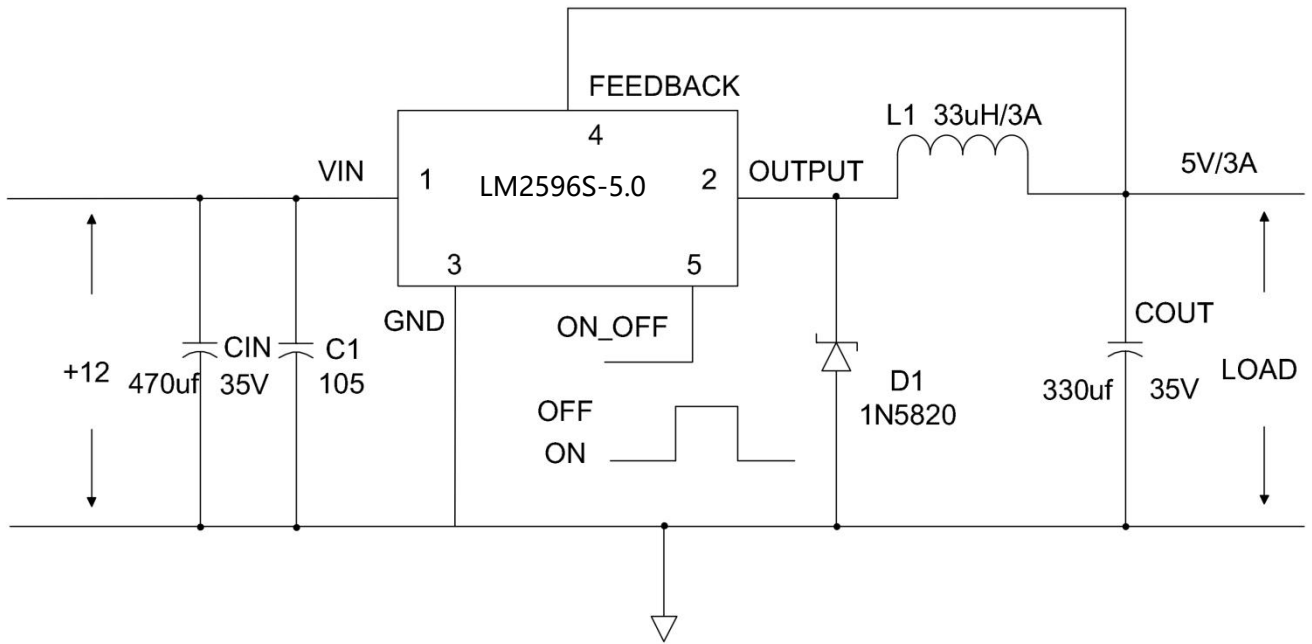 FEEDBACK
L1 33uH/3A
4
VIN
1
LM2596S-5.0
2
OUTPUT
5V/3A
3
5
GND
ON_OFF
COUT
CIN
C1
+12
470uf
35V
105
D1
1N5820
330uf
35V
LOAD
OFF
ON